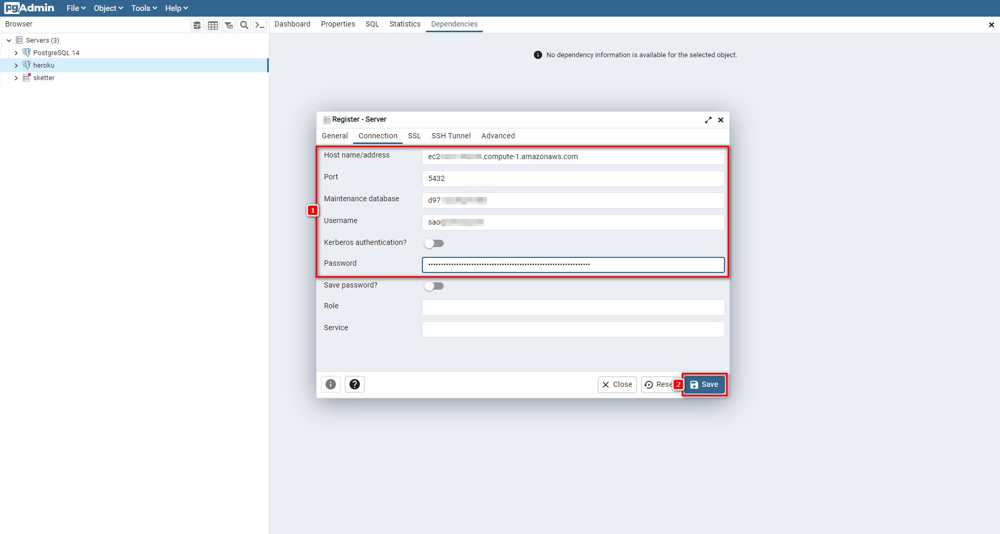 pgAdmin File Object Tools Help
Browser
Dashboard Properties SQL Statistics Dependencies
Servers (3)
PostgreSQL 14
heroku
sketter
No dependency information is available for the selected object.
Register - Server
General Connection SSL SSH Tunnel Advanced
Host name/address
ec2- .compute-1.amazonaws.com
Port
5432
Maintenance database
d97
1
Username
sao
Kerberos authentication?
Password
••••••••••••••••••••••••••••••••••••••••••••••••••••••••••••••••
Save password?
Role
Service
Close
Rese
2
Save